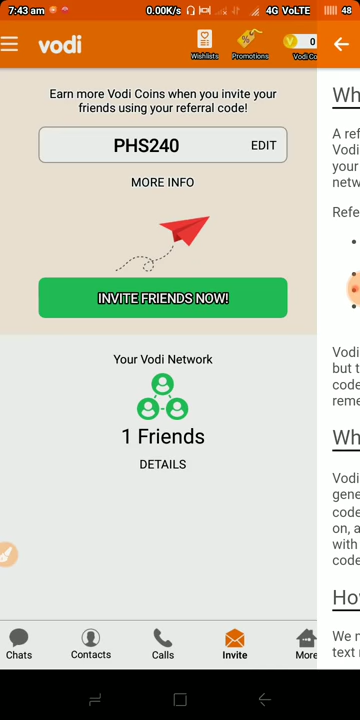 7:43 am
0.00K/s
4G VoLTE
48
vodi
Wishlists
Promotions
0
Vodi Co
Earn more Vodi Coins when you invite your
friends using your referral code!
PHS240
EDIT
MORE INFO
INVITE FRIENDS NOW!
Your Vodi Network
1 Friends
DETAILS
Chats
Contacts
Calls
Invite
More
Wh
A ref
Vodi
your
netw
Refe
Vodi
but t
code
reme
Wh
Vodi
gene
code
on, a
with
code
Ho
We n
text